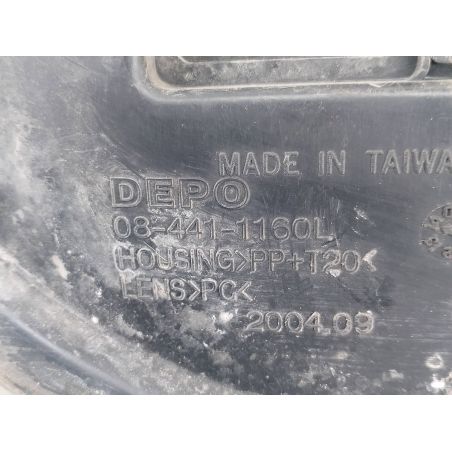 MADE IN TAIWA
DEPO
08-441-1160L
HOUSING>PP+T20<
LENS>PC<
2004.09